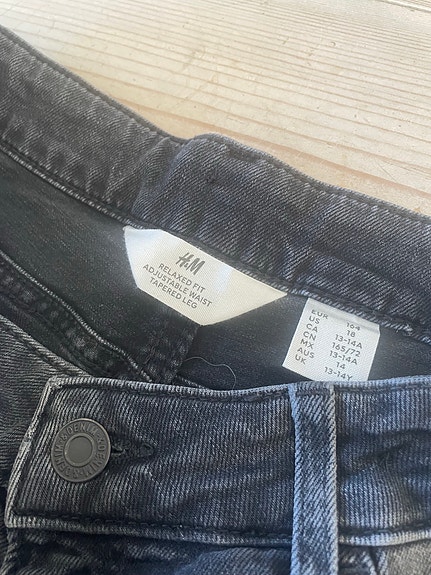 H&M
RELAXED FIT
ADJUSTABLE WAIST
TAPERED LEG
EUR 164
US 18
CA 13-14A
CN 165/72
MX 13-14A
AUS 14
UK 13-14Y